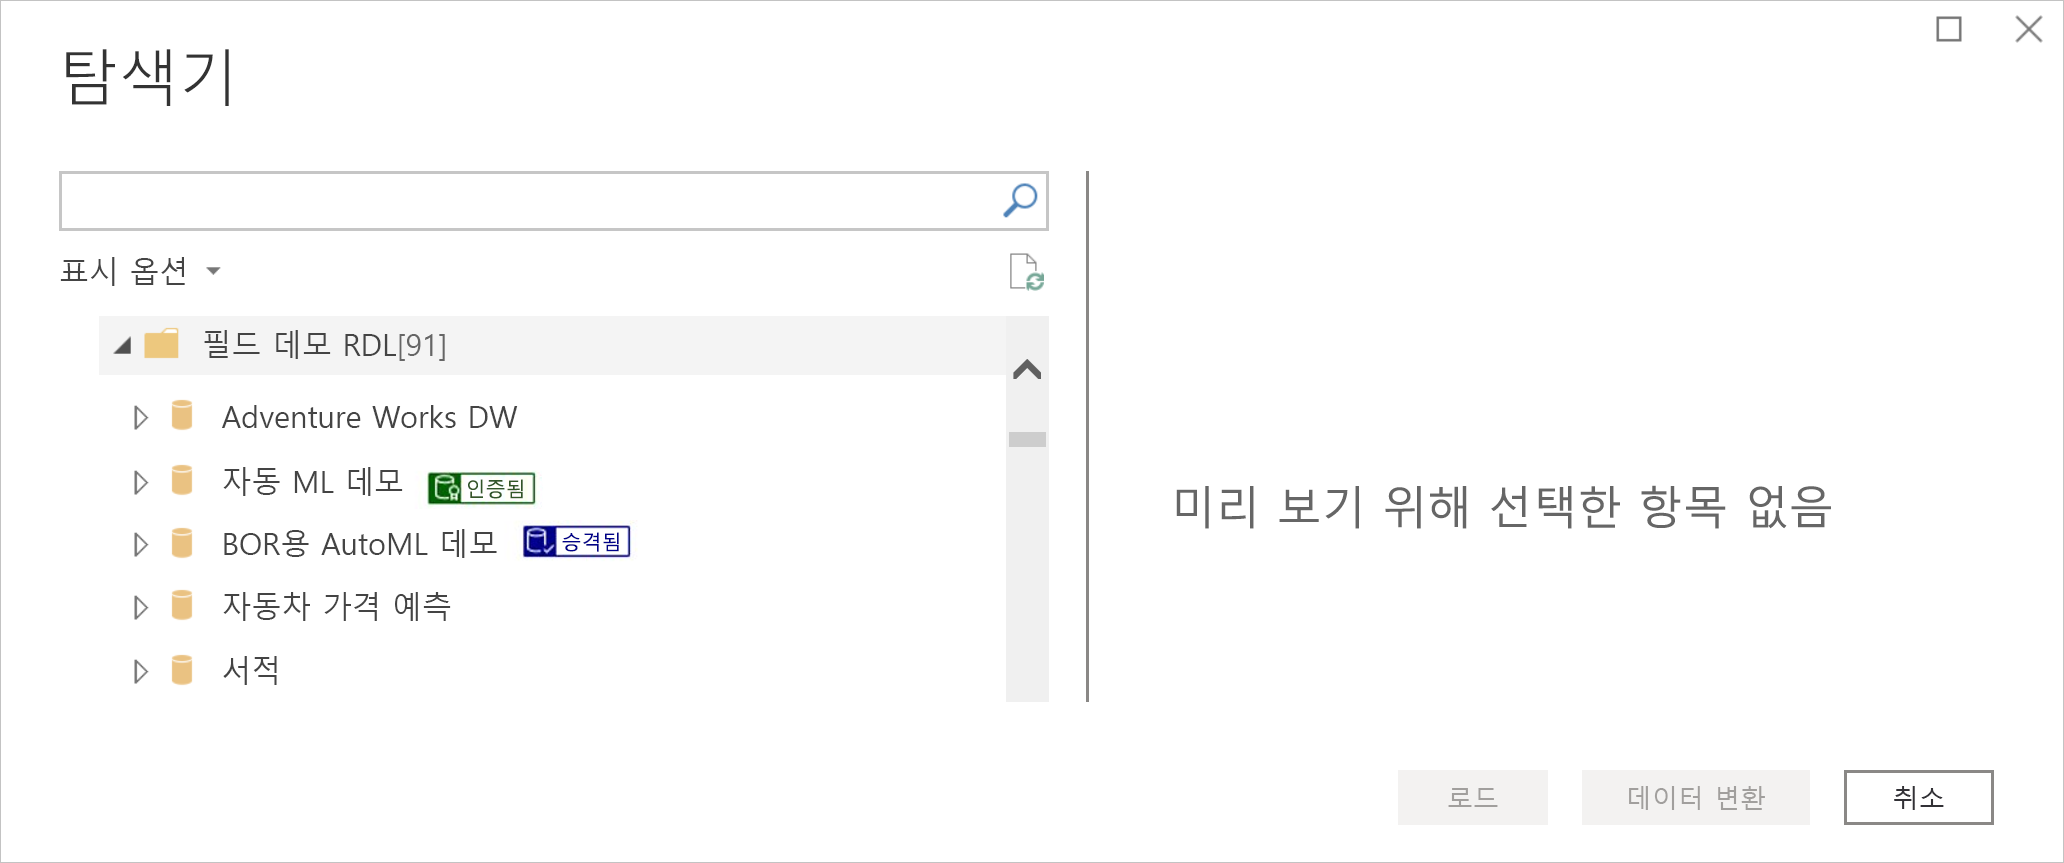 탐색기
표시 옵션
필드 데모 RDL[91]
Adventure Works DW
자동 ML 데모 인증됨
BOR용 AutoML 데모 승격됨
자동차 가격 예측
서적
미리 보기 위해 선택한 항목 없음
로드 데이터 변환 취소